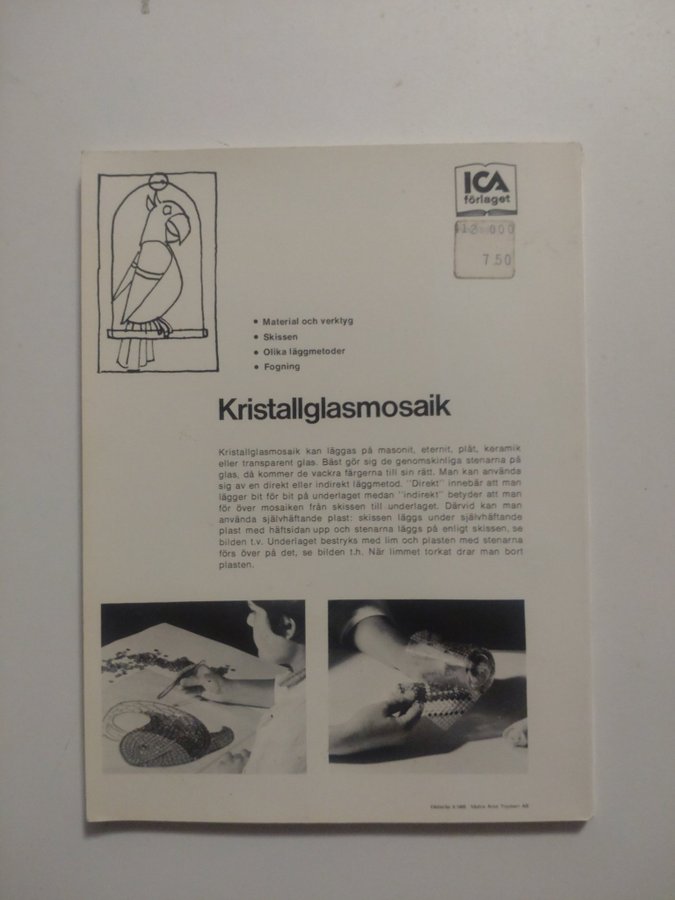 ICA
förlaget
12 000
7.50
• Material och verktyg
• Skissen
• Olika läggmetoder
• Fogning
Kristallglasmosaik
Kristallglasmosaik kan läggas på masonit, eternit, plåt, keramik
eller transparent glas. Bäst gör sig de genomskinliga stenarna på
glas, då kommer de vackra färgerna till sin rätt. Man kan använda
sig av en direkt eller indirekt läggmetod. "Direkt" innebär att man
lägger bit för bit på underlaget medan "indirekt" betyder att man
för över mosaiken från skissen till underlaget. Därvid kan man
använda självhäftande plast: skissen läggs under självhäftande
plast med häftsidan upp och stenarna läggs på enligt skissen, se
bilden t.v. Underlaget bestryks med lim och plasten med stenarna
förs över på det, se bilden t.h. När limmet torkat drar man bort
plasten.